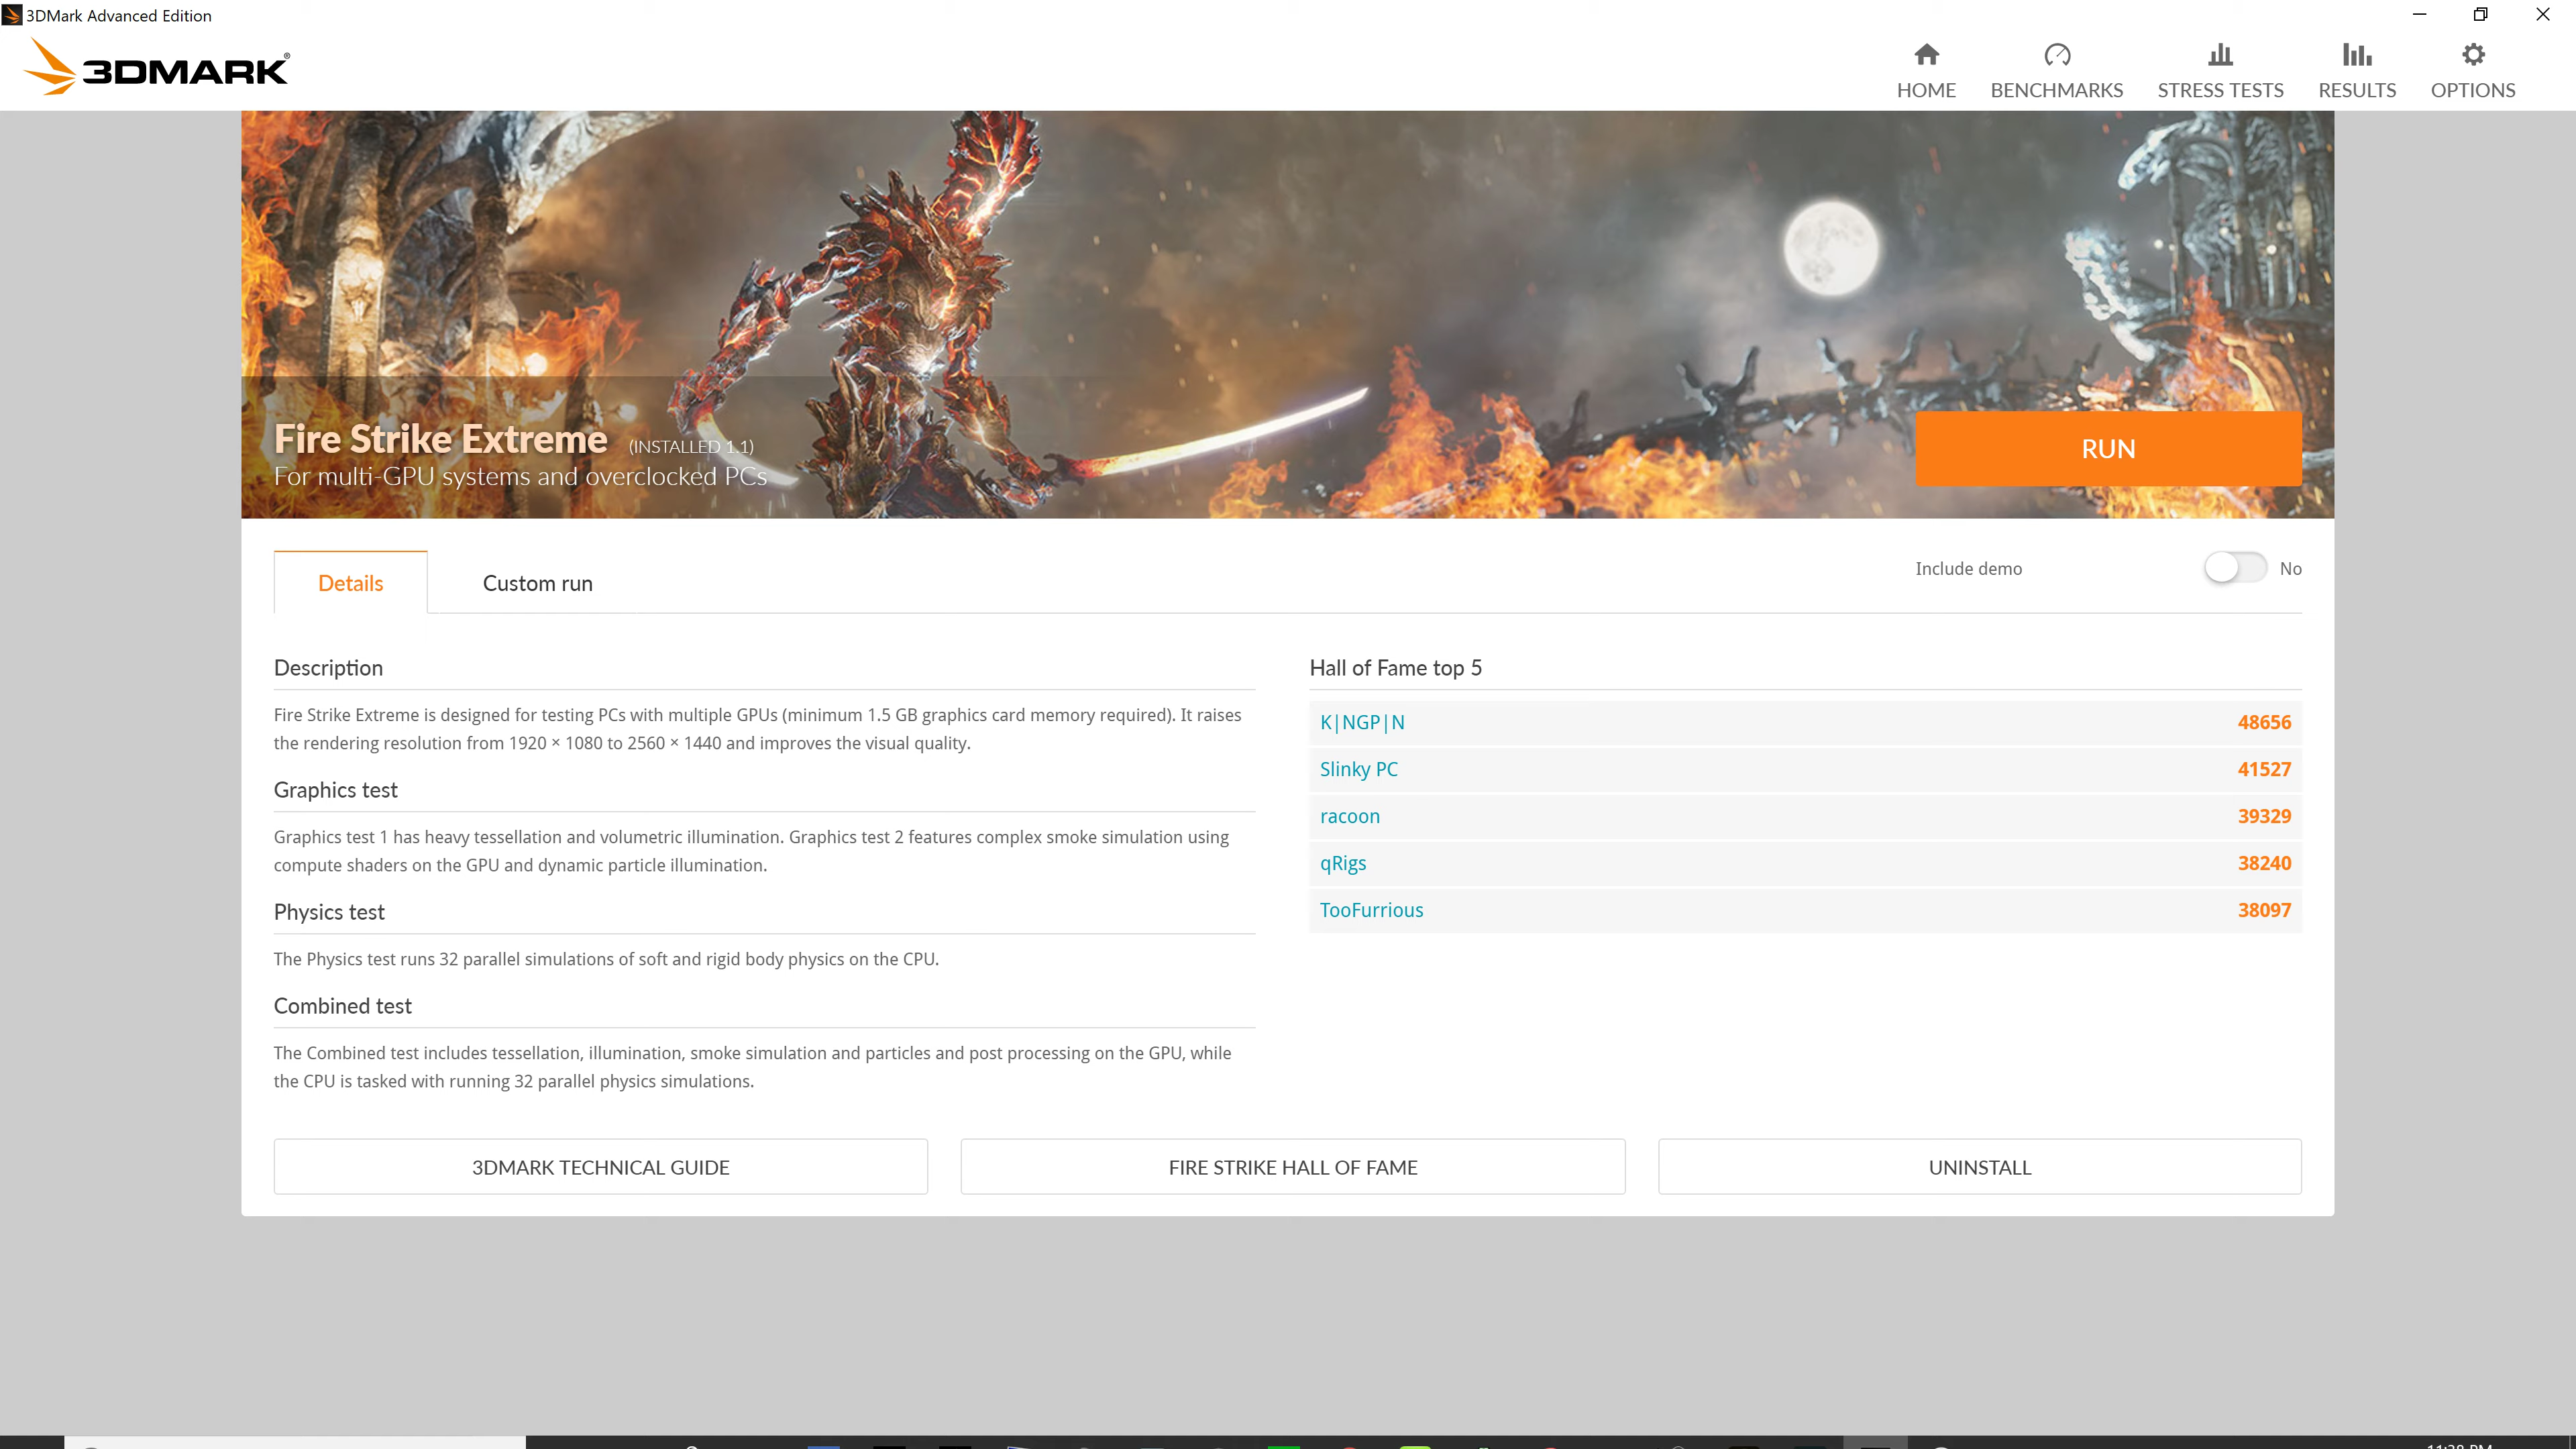 3DMark Advanced Edition
3DMARK®
HOME
BENCHMARKS
STRESS TESTS
RESULTS
OPTIONS
Fire Strike Extreme (INSTALLED 1.1)
For multi-GPU systems and overclocked PCs
RUN
Details
Custom run
Include demo
No
Description
Fire Strike Extreme is designed for testing PCs with multiple GPUs (minimum 1.5 GB graphics card memory required). It raises
the rendering resolution from 1920 × 1080 to 2560 × 1440 and improves the visual quality.
Graphics test
Graphics test 1 has heavy tessellation and volumetric illumination. Graphics test 2 features complex smoke simulation using
compute shaders on the GPU and dynamic particle illumination.
Physics test
The Physics test runs 32 parallel simulations of soft and rigid body physics on the CPU.
Combined test
The Combined test includes tessellation, illumination, smoke simulation and particles and post processing on the GPU, while
the CPU is tasked with running 32 parallel physics simulations.
Hall of Fame top 5
K|NGP|N 48656
Slinky PC 41527
racoon 39329
qRigs 38240
TooFurrious 38097
3DMARK TECHNICAL GUIDE
FIRE STRIKE HALL OF FAME
UNINSTALL